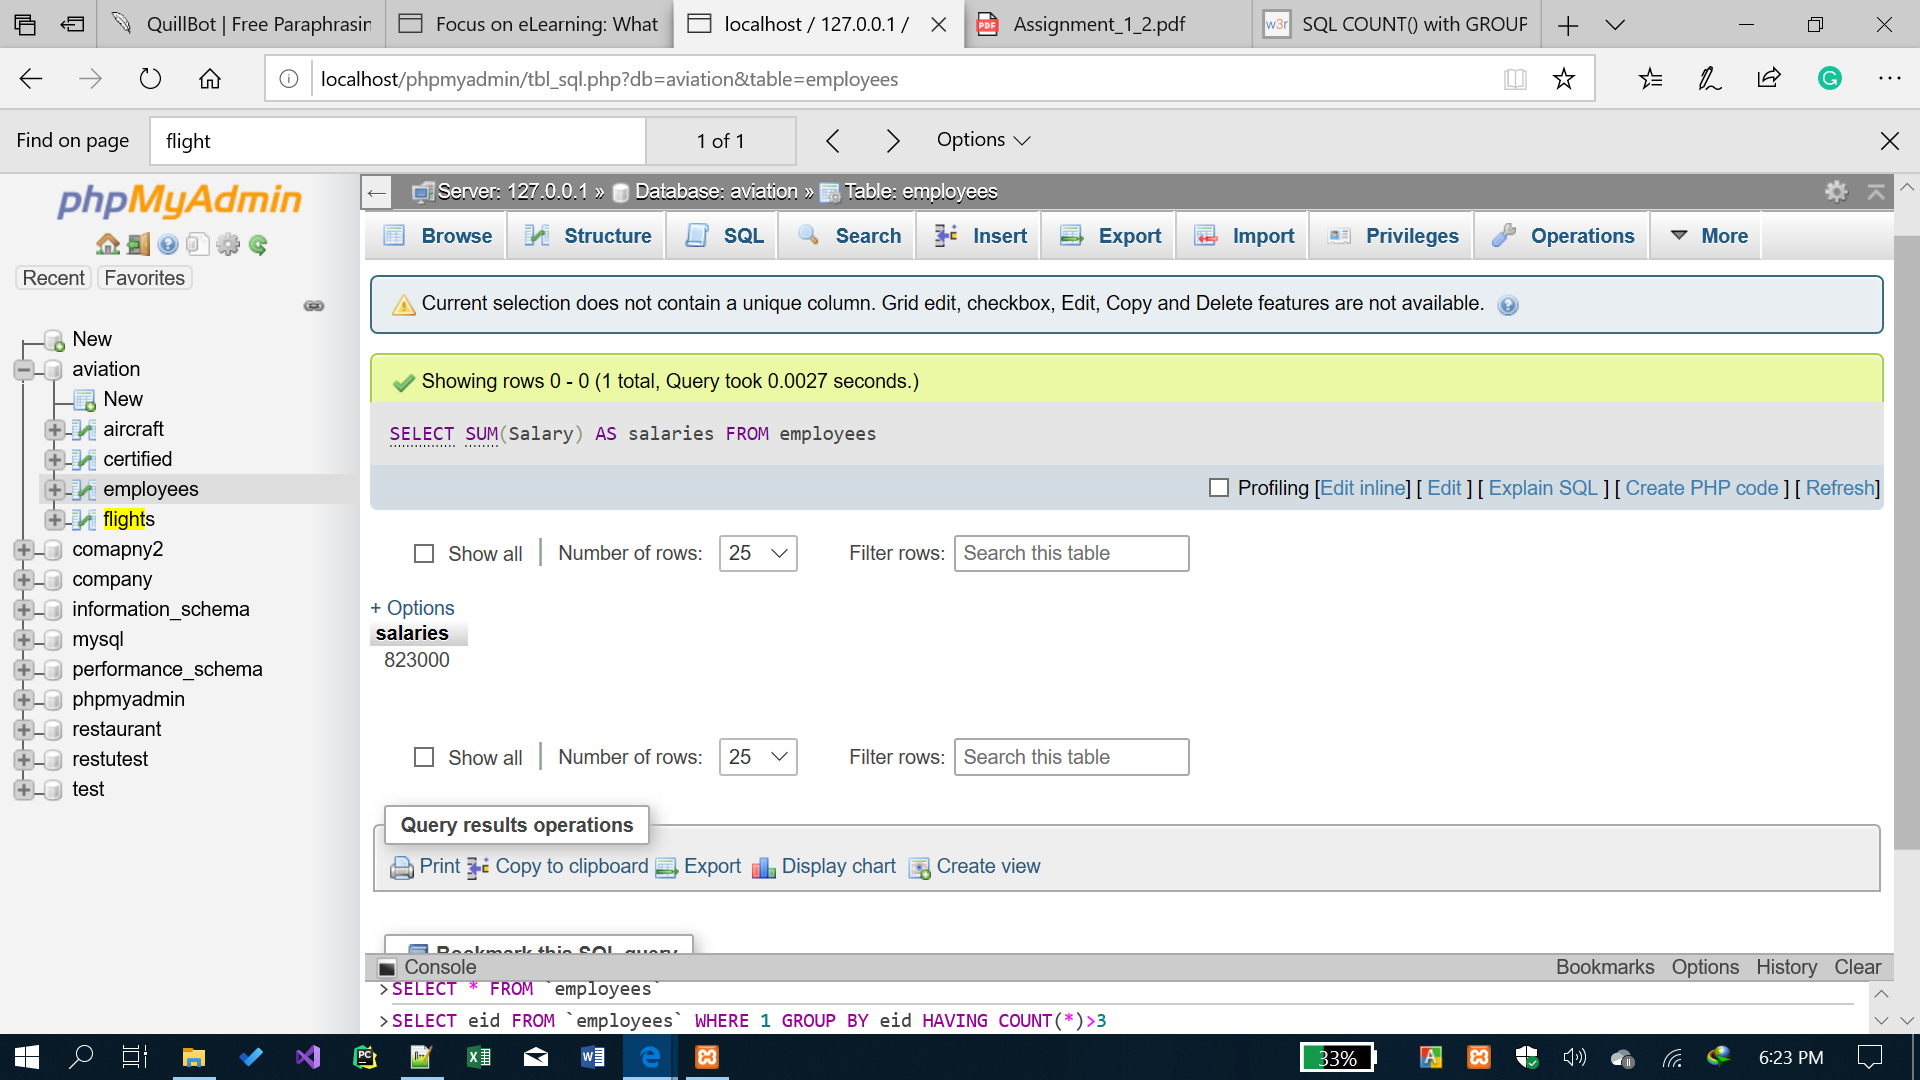 QuillBot | Free Paraphrasin
Focus on eLearning: What
localhost / 127.0.0.1 /
Assignment_1_2.pdf
SQL COUNT() with GROUP
localhost/phpmyadmin/tbl_sql.php?db=aviation&table=employees
Find on page
flight
1 of 1
Options
phpMyAdmin
Recent
Favorites
New
aviation
New
aircraft
certified
employees
flights
comapny2
company
information_schema
mysql
performance_schema
phpmyadmin
restaurant
restutest
test
Server: 127.0.0.1 » Database: aviation » Table: employees
Browse
Structure
SQL
Search
Insert
Export
Import
Privileges
Operations
More
Current selection does not contain a unique column. Grid edit, checkbox, Edit, Copy and Delete features are not available.
Showing rows 0 - 0 (1 total, Query took 0.0027 seconds.)
SELECT SUM(Salary) AS salaries FROM employees
Profiling [Edit inline] [ Edit ] [ Explain SQL ] [ Create PHP code ] [ Refresh]
Show all | Number of rows: 25 Filter rows: Search this table
+ Options
salaries
823000
Show all | Number of rows: 25 Filter rows: Search this table
Query results operations
Print Copy to clipboard Export Display chart Create view
Bookmark this SQL query
Console
Bookmarks Options History Clear
>SELECT * FROM `employees`
>SELECT eid FROM `employees` WHERE 1 GROUP BY eid HAVING COUNT(*)>3
33%
6:23 PM